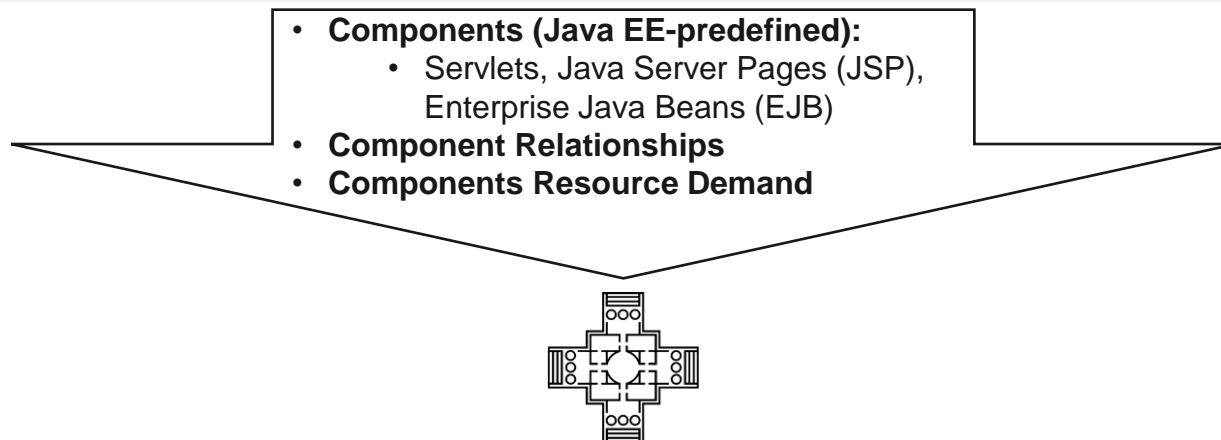 • Components (Java EE-predefined):
• Servlets, Java Server Pages (JSP),
Enterprise Java Beans (EJB)
• Component Relationships
• Components Resource Demand